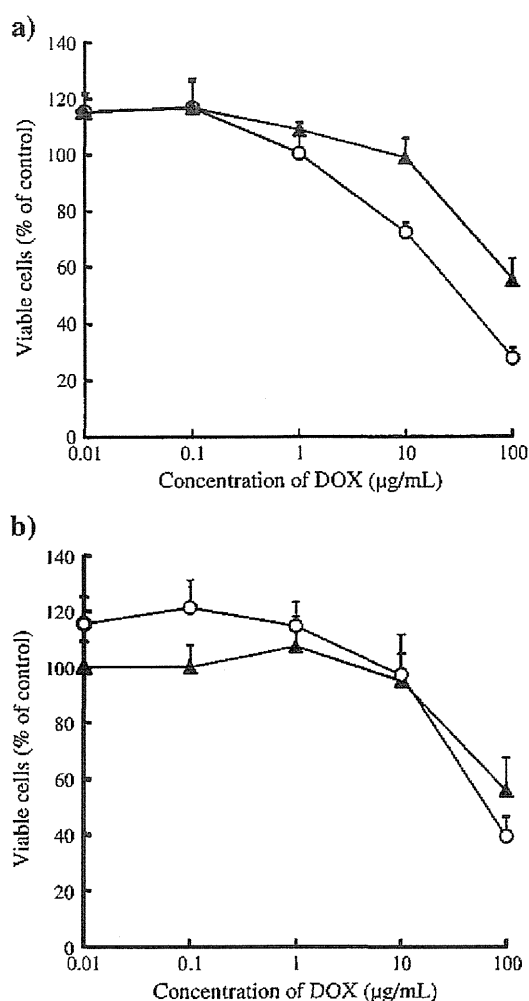 a)
140
120
100
80
60
40
20
0
Viable cells (% of control)
0.01 0.1 1 10 100
Concentration of DOX (µg/mL)
b)
140
120
100
80
60
40
20
0
Viable cells (% of control)
0.01 0.1 1 10 100
Concentration of DOX (µg/mL)